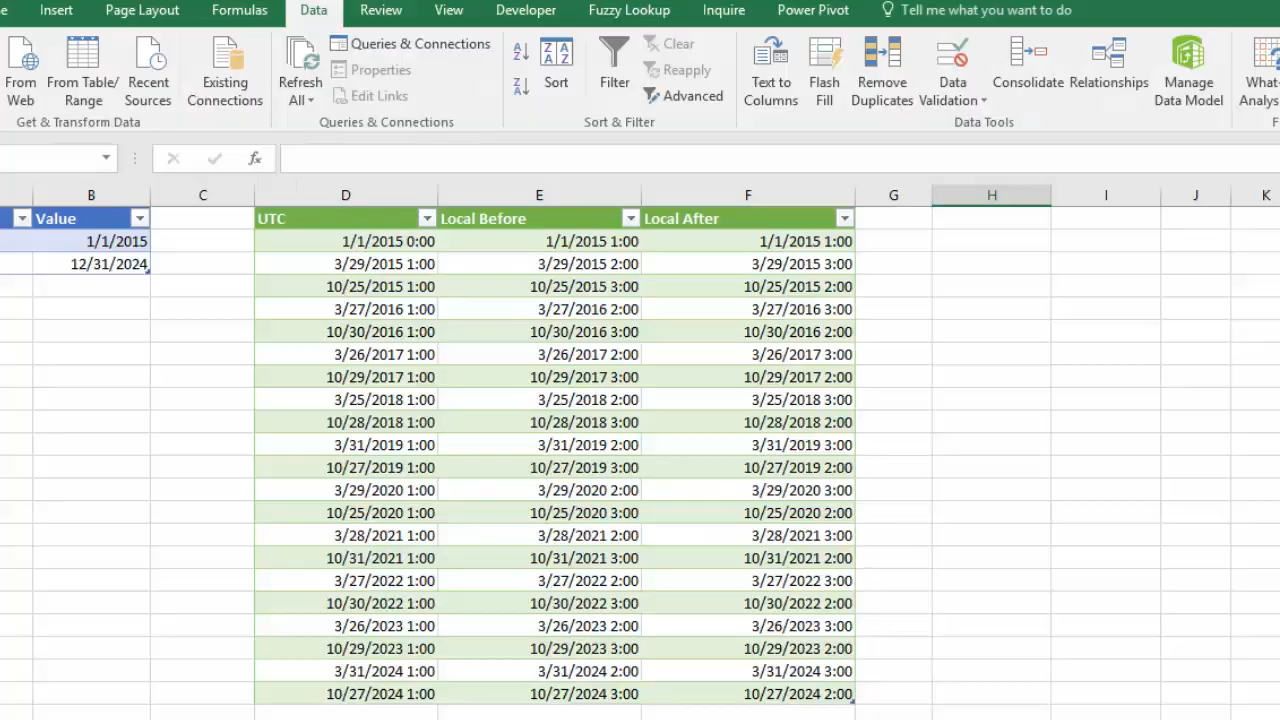 Insert Page Layout Formulas Data Review View Developer Fuzzy Lookup Inquire Power Pivot Tell me what you want to do
From Web
From Table/ Range
Recent Sources
Existing Connections
Get & Transform Data
Refresh All
Queries & Connections
Properties
Edit Links
Queries & Connections
Sort
Filter
Clear
Reapply
Advanced
Sort & Filter
Text to Columns
Flash Fill
Remove Duplicates
Data Validation
Consolidate
Relationships
Manage Data Model
Data Tools
fx
B C D E F G H I J K
Value UTC Local Before Local After
1/1/2015 1/1/2015 0:00 1/1/2015 1:00 1/1/2015 1:00
12/31/2024 3/29/2015 1:00 3/29/2015 2:00 3/29/2015 3:00
10/25/2015 1:00 10/25/2015 3:00 10/25/2015 2:00
3/27/2016 1:00 3/27/2016 2:00 3/27/2016 3:00
10/30/2016 1:00 10/30/2016 3:00 10/30/2016 2:00
3/26/2017 1:00 3/26/2017 2:00 3/26/2017 3:00
10/29/2017 1:00 10/29/2017 3:00 10/29/2017 2:00
3/25/2018 1:00 3/25/2018 2:00 3/25/2018 3:00
10/28/2018 1:00 10/28/2018 3:00 10/28/2018 2:00
3/31/2019 1:00 3/31/2019 2:00 3/31/2019 3:00
10/27/2019 1:00 10/27/2019 3:00 10/27/2019 2:00
3/29/2020 1:00 3/29/2020 2:00 3/29/2020 3:00
10/25/2020 1:00 10/25/2020 3:00 10/25/2020 2:00
3/28/2021 1:00 3/28/2021 2:00 3/28/2021 3:00
10/31/2021 1:00 10/31/2021 3:00 10/31/2021 2:00
3/27/2022 1:00 3/27/2022 2:00 3/27/2022 3:00
10/30/2022 1:00 10/30/2022 3:00 10/30/2022 2:00
3/26/2023 1:00 3/26/2023 2:00 3/26/2023 3:00
10/29/2023 1:00 10/29/2023 3:00 10/29/2023 2:00
3/31/2024 1:00 3/31/2024 2:00 3/31/2024 3:00
10/27/2024 1:00 10/27/2024 3:00 10/27/2024 2:00